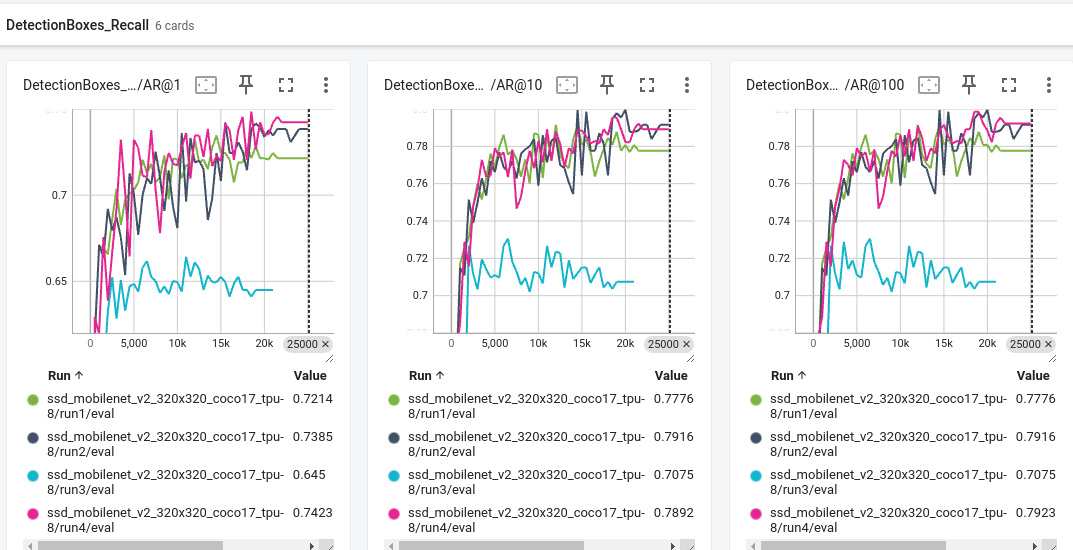 DetectionBoxes_Recall 6 cards
DetectionBoxes_.../AR@1
0.7
0.65
0 5,000 10k 15k 20k 25000 ×
Run ↑ Value
ssd_mobilenet_v2_320x320_coco17_tpu- 0.7214
8/run1/eval
ssd_mobilenet_v2_320x320_coco17_tpu- 0.7385
8/run2/eval
ssd_mobilenet_v2_320x320_coco17_tpu- 0.645
8/run3/eval
ssd_mobilenet_v2_320x320_coco17_tpu- 0.7423
8/run4/eval
DetectionBoxe... /AR@10
0.78
0.76
0.74
0.72
0.7
0 5,000 10k 15k 20k 25000 ×
Run ↑ Value
ssd_mobilenet_v2_320x320_coco17_tpu- 0.7776
8/run1/eval
ssd_mobilenet_v2_320x320_coco17_tpu- 0.7916
8/run2/eval
ssd_mobilenet_v2_320x320_coco17_tpu- 0.7075
8/run3/eval
ssd_mobilenet_v2_320x320_coco17_tpu- 0.7892
8/run4/eval
DetectionBox... /AR@100
0.78
0.76
0.74
0.72
0.7
0 5,000 10k 15k 20k 25000 ×
Run ↑ Value
ssd_mobilenet_v2_320x320_coco17_tpu- 0.7776
8/run1/eval
ssd_mobilenet_v2_320x320_coco17_tpu- 0.7916
8/run2/eval
ssd_mobilenet_v2_320x320_coco17_tpu- 0.7075
8/run3/eval
ssd_mobilenet_v2_320x320_coco17_tpu- 0.7923
8/run4/eval